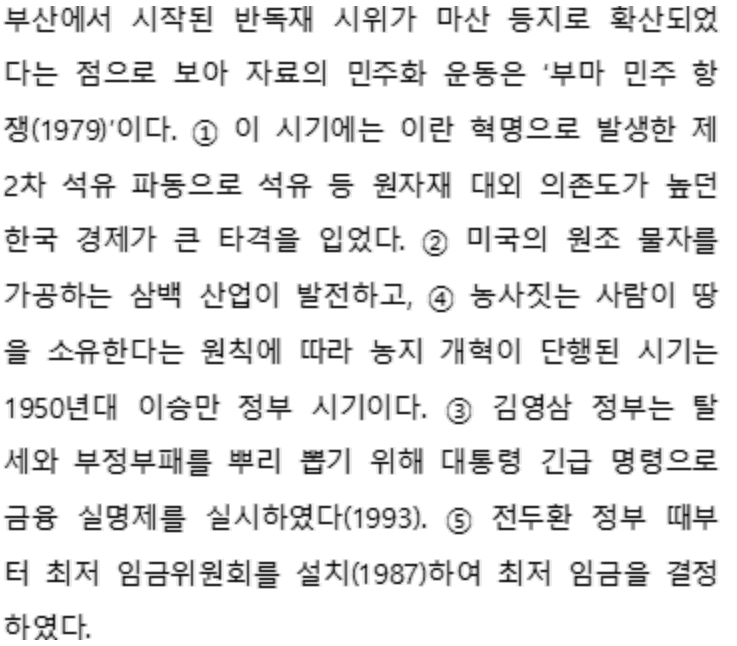 부산에서 시작된 반독재 시위가 마산 등지로 확산되었
다는 점으로 보아 자료의 민주화 운동은 ‘부마 민주 항
쟁(1979)’이다. ① 이 시기에는 이란 혁명으로 발생한 제
2차 석유 파동으로 석유 등 원자재 대외 의존도가 높던
한국 경제가 큰 타격을 입었다. ② 미국의 원조 물자를
가공하는 삼백 산업이 발전하고, ④ 농사짓는 사람이 땅
을 소유한다는 원칙에 따라 농지 개혁이 단행된 시기는
1950년대 이승만 정부 시기이다. ③ 김영삼 정부는 탈
세와 부정부패를 뿌리 뽑기 위해 대통령 긴급 명령으로
금융 실명제를 실시하였다(1993). ⑤ 전두환 정부 때부
터 최저 임금위원회를 설치(1987)하여 최저 임금을 결정
하였다.